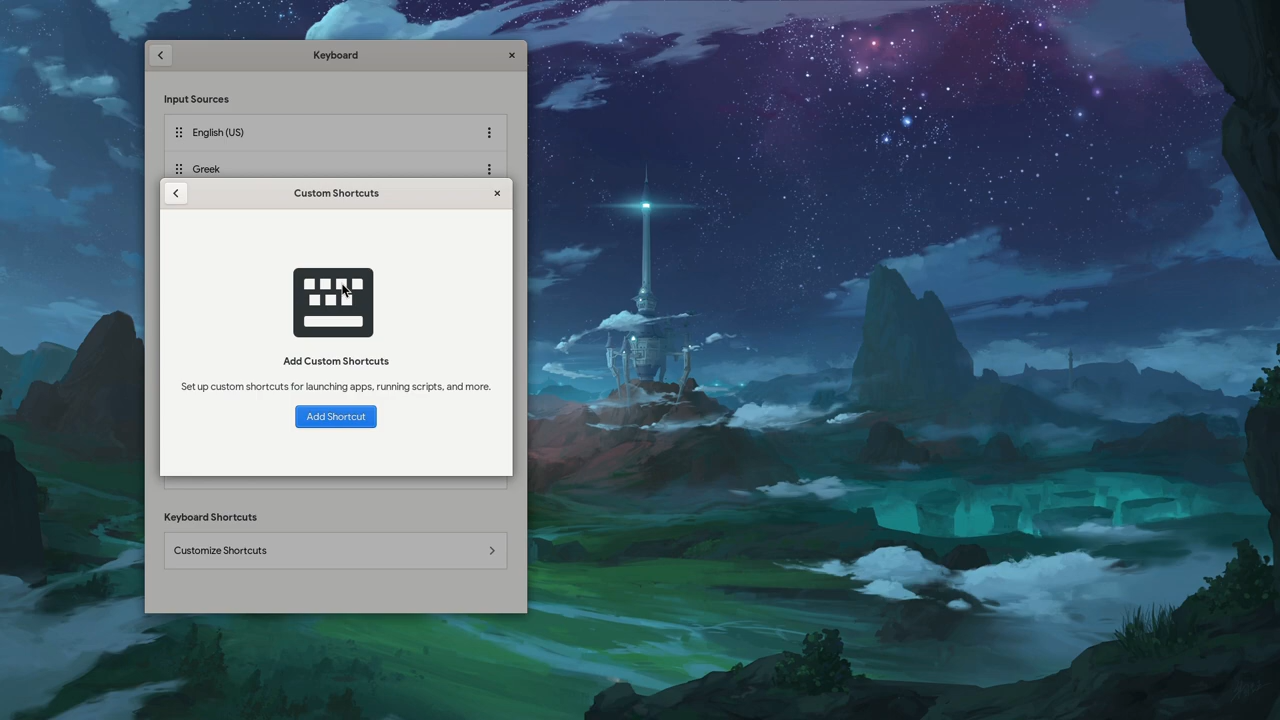 Keyboard
Input Sources
English (US)
Greek
Custom Shortcuts
Add Custom Shortcuts
Set up custom shortcuts for launching apps, running scripts, and more.
Add Shortcut
Keyboard Shortcuts
Customize Shortcuts